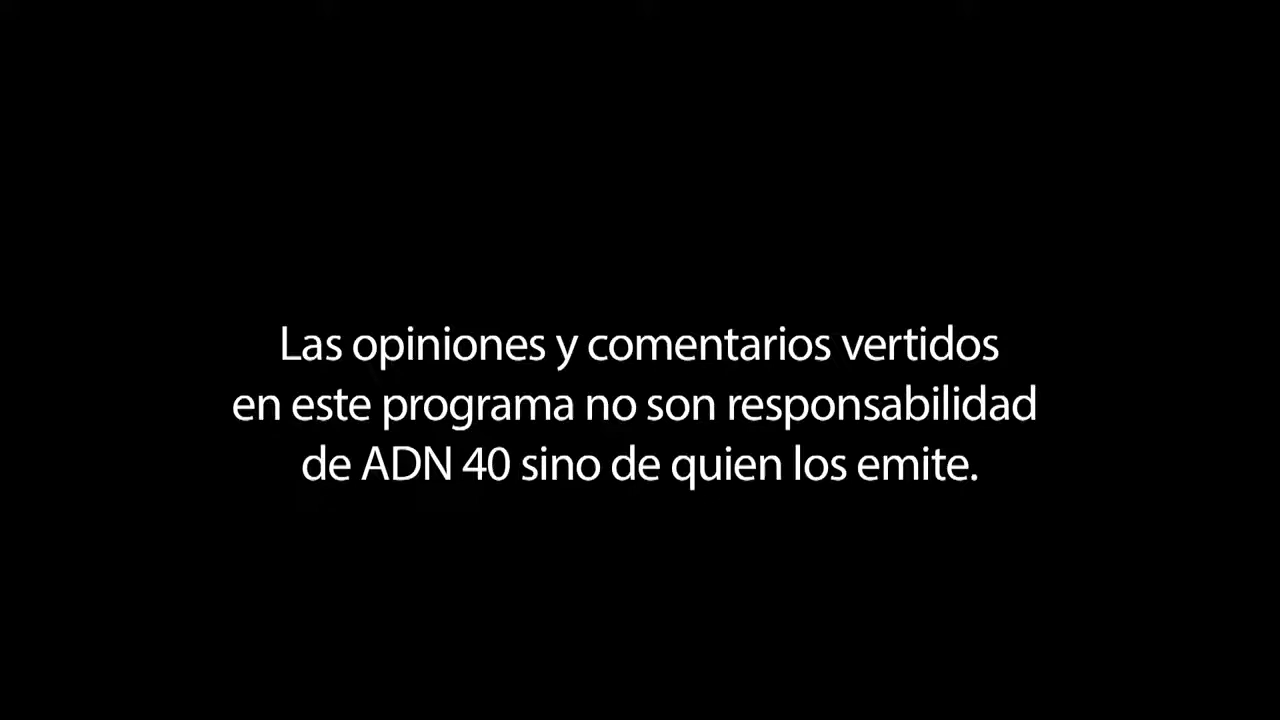 Las opiniones y comentarios vertidos
en este programa no son responsabilidad
de ADN 40 sino de quien los emite.